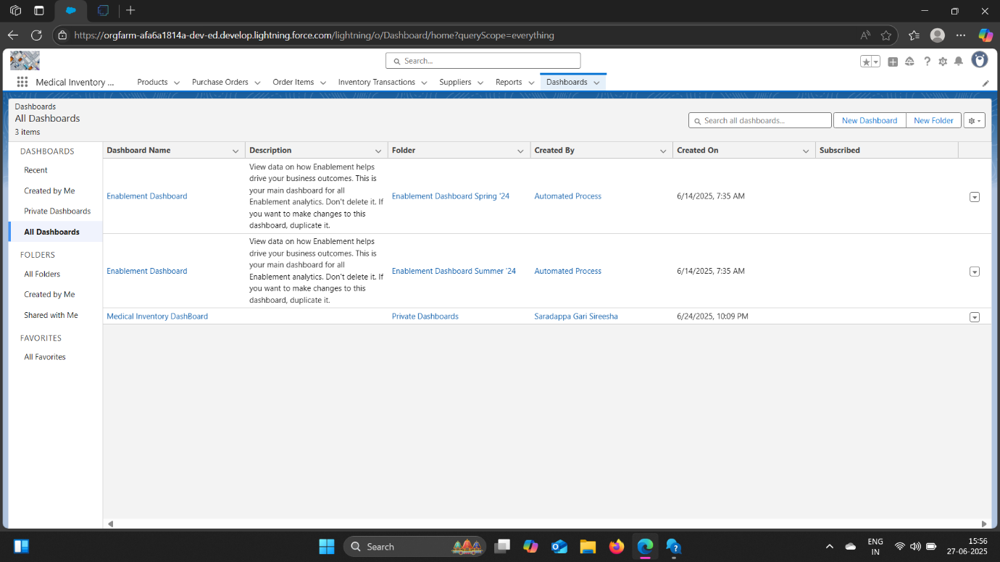 https://orgfarm-afa6a1814a-dev-ed.develop.lightning.force.com/lightning/o/Dashboard/home?queryScope=everything
Search...
Medical Inventory ...
Products
Purchase Orders
Order Items
Inventory Transactions
Suppliers
Reports
Dashboards
Dashboards
All Dashboards
3 items
Search all dashboards...
New Dashboard
New Folder
DASHBOARDS
Recent
Created by Me
Private Dashboards
All Dashboards
FOLDERS
All Folders
Created by Me
Shared with Me
FAVORITES
All Favorites
Dashboard Name
Description
Folder
Created By
Created On
Subscribed
Enablement Dashboard
View data on how Enablement helps
drive your business outcomes. This is
your main dashboard for all
Enablement analytics. Don't delete it. If
you want to make changes to this
dashboard, duplicate it.
Enablement Dashboard Spring '24
Automated Process
6/14/2025, 7:35 AM
Enablement Dashboard
View data on how Enablement helps
drive your business outcomes. This is
your main dashboard for all
Enablement analytics. Don't delete it. If
you want to make changes to this
dashboard, duplicate it.
Enablement Dashboard Summer '24
Automated Process
6/14/2025, 7:35 AM
Medical Inventory DashBoard
Private Dashboards
Saradappa Gari Sireesha
6/24/2025, 10:09 PM
Search
ENG
IN
15:56
27-06-2025